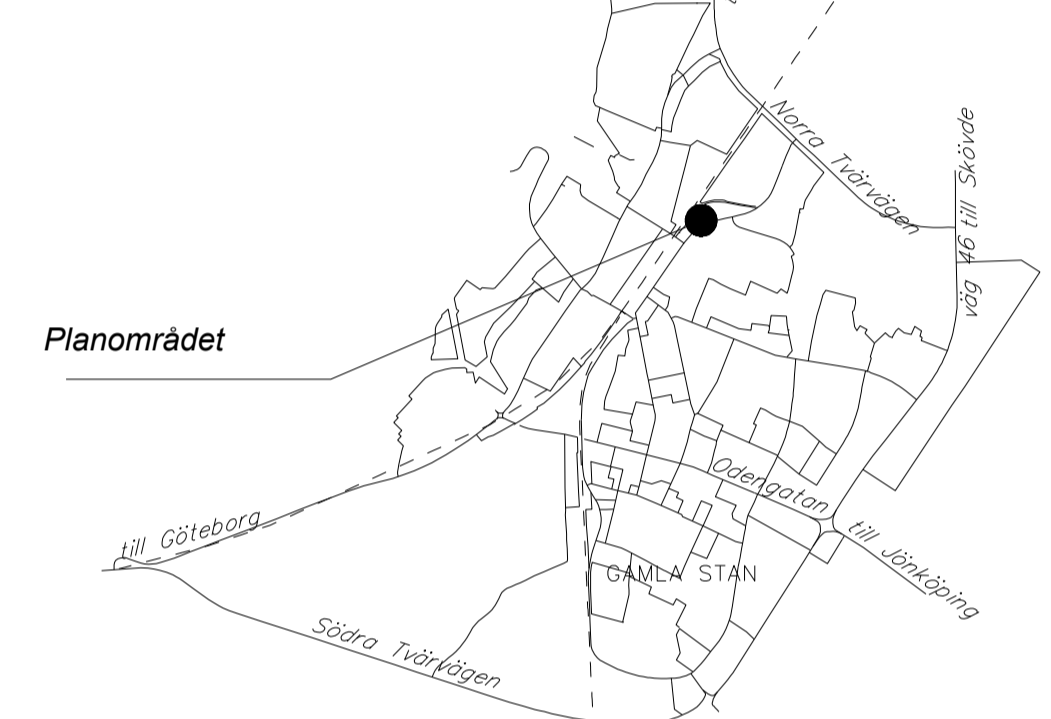 Norra Tvärvägen
väg 46 till Skövde
Planområdet
Odengatan
till Göteborg
till Jönköping
GAMLA STAN
Södra Tvärvägen